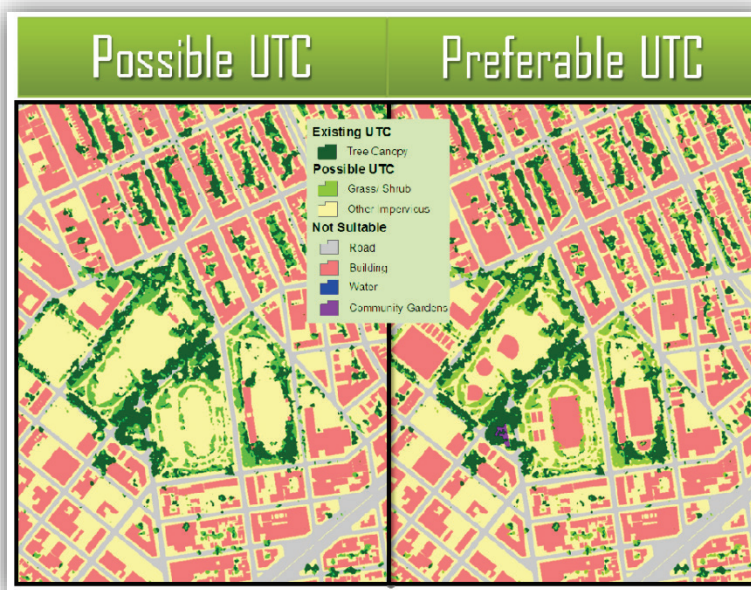 Possible UTC
Preferable UTC
Existing UTC
Tree Canopy
Possible UTC
Grass/ Shrub
Other Impervious
Not Suitable
Road
Building
Water
Community Gardens